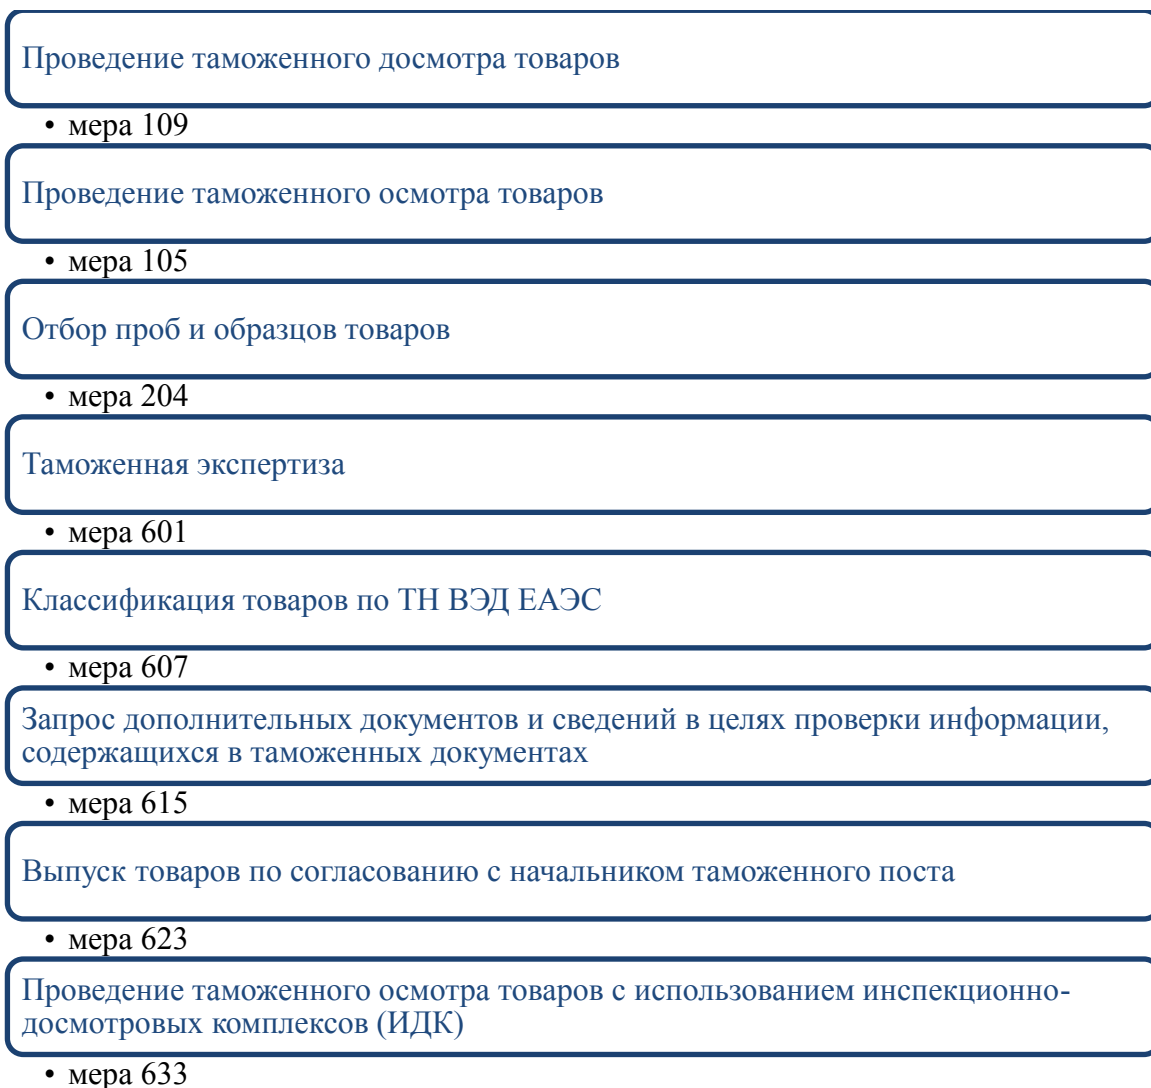 Проведение таможенного досмотра товаров
• мера 109
Проведение таможенного осмотра товаров
• мера 105
Отбор проб и образцов товаров
• мера 204
Таможенная экспертиза
• мера 601
Классификация товаров по ТН ВЭД ЕАЭС
• мера 607
Запрос дополнительных документов и сведений в целях проверки информации,
содержащихся в таможенных документах
• мера 615
Выпуск товаров по согласованию с начальником таможенного поста
• мера 623
Проведение таможенного осмотра товаров с использованием инспекционно-
досмотровых комплексов (ИДК)
• мера 633